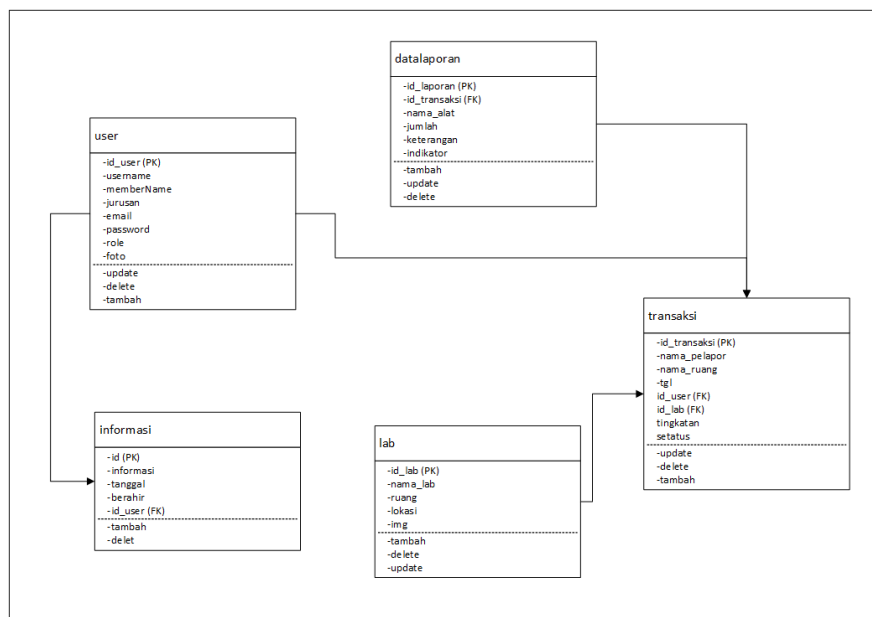 datalaporan
-id_laporan (PK)
-id_transaksi (FK)
-nama_alat
-jumlah
-keterangan
-indikator
-tambah
-update
-delete
user
-id_user (PK)
-username
-memberName
-jurusan
-email
-password
-role
-foto
-update
-delete
-tambah
transaksi
-id_transaksi (PK)
-nama_pelapor
-nama_ruang
-tgl
id_user (FK)
id_lab (FK)
tingkatan
setatus
-update
-delete
-tambah
informasi
-id (PK)
-informasi
-tanggal
-berahir
-id_user (FK)
-tambah
-delet
lab
-id_lab (PK)
-nama_lab
-ruang
-lokasi
-img
-tambah
-delete
-update